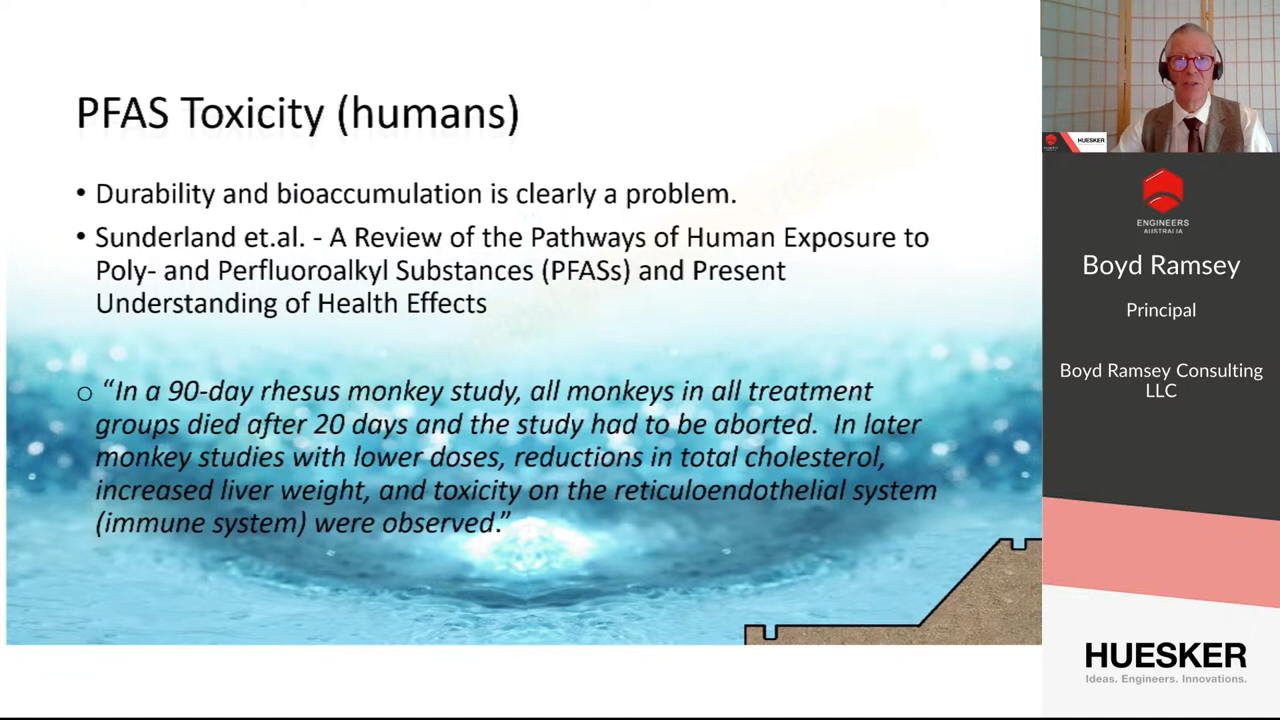 PFAS Toxicity (humans)
• Durability and bioaccumulation is clearly a problem.
• Sunderland et.al. - A Review of the Pathways of Human Exposure to
Poly- and Perfluoroalkyl Substances (PFASs) and Present
Understanding of Health Effects
o “In a 90-day rhesus monkey study, all monkeys in all treatment
groups died after 20 days and the study had to be aborted. In later
monkey studies with lower doses, reductions in total cholesterol,
increased liver weight, and toxicity on the reticuloendothelial system
(immune system) were observed.”
HUESKER
ENGINEERS
AUSTRALIA
Boyd Ramsey
Principal
Boyd Ramsey Consulting
LLC
HUESKER
Ideas. Engineers. Innovations.